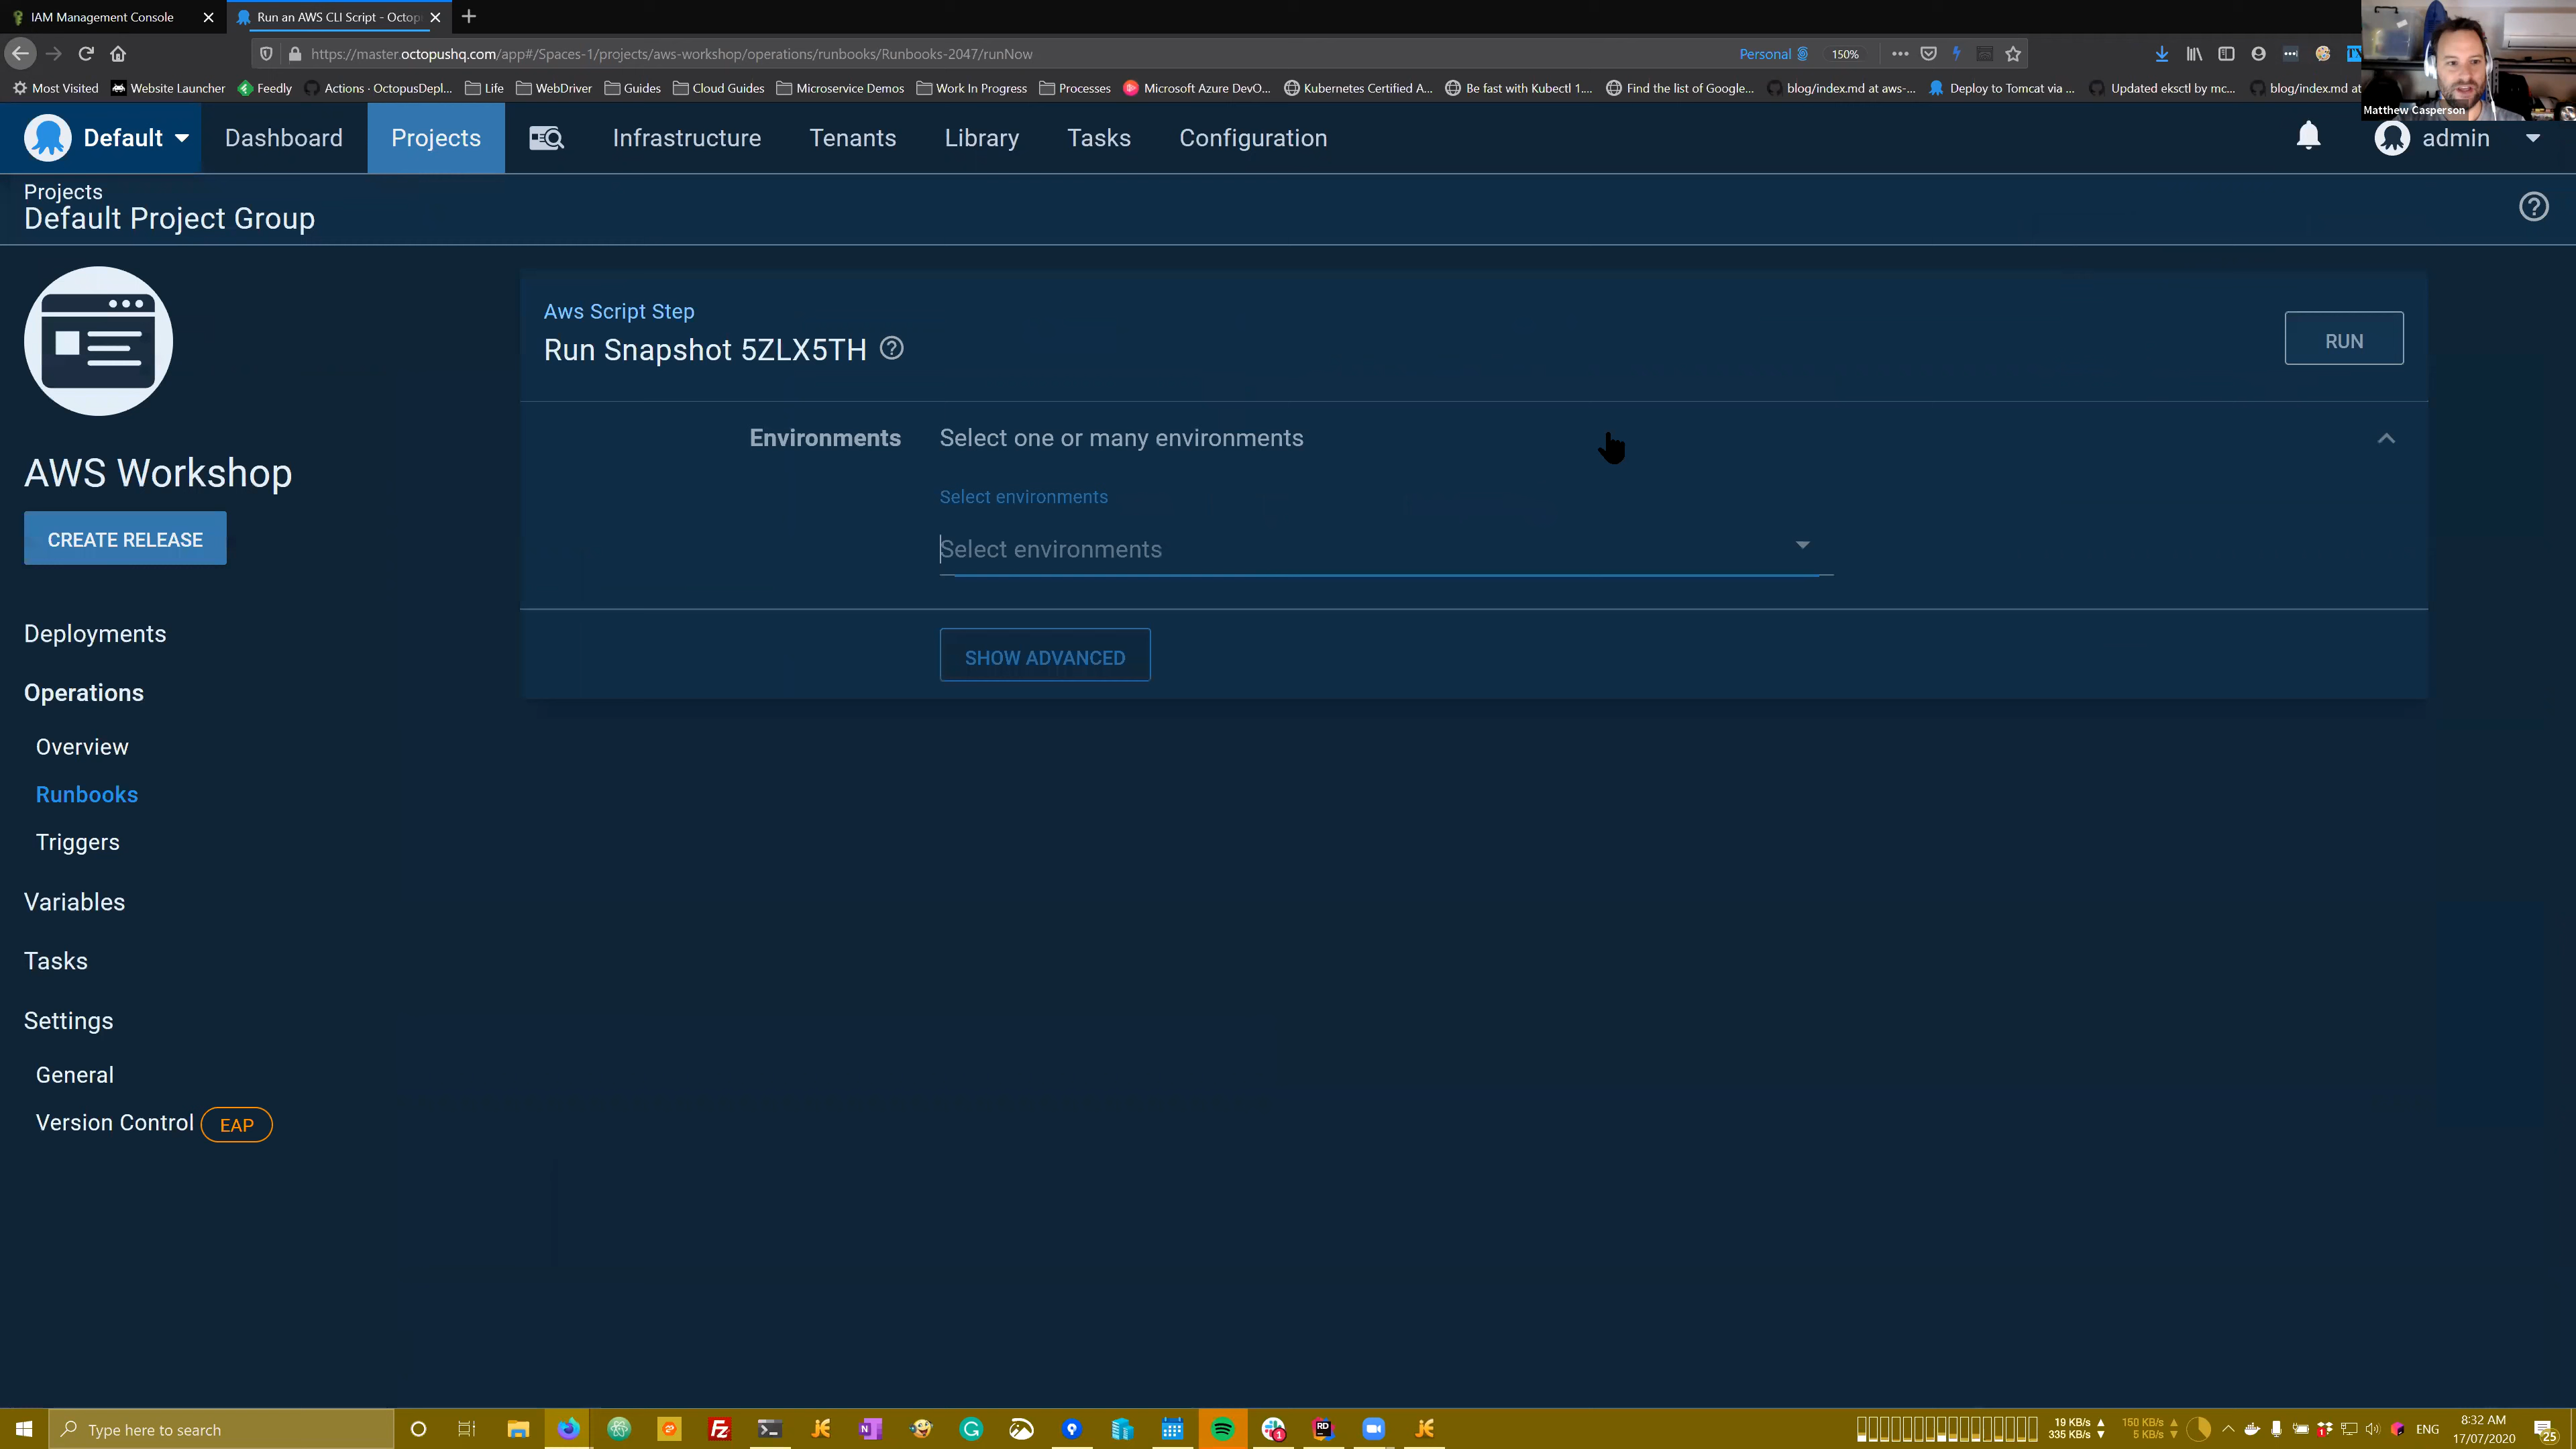 IAM Management Console
Run an AWS CLI Script - Octop
https://master.octopushq.com/app#/Spaces-1/projects/aws-workshop/operations/runbooks/Runbooks-2047/runNow
Personal
150%
Most Visited
Website Launcher
Feedly
Actions · OctopusDepl...
Life
WebDriver
Guides
Cloud Guides
Microservice Demos
Work In Progress
Processes
Microsoft Azure DevO...
Kubernetes Certified A...
Be fast with Kubectl 1....
Find the list of Google...
blog/index.md at aws-...
Deploy to Tomcat via ...
Updated eksctl by mc...
blog/index.md at
Matthew Casperson
Default
Dashboard
Projects
Infrastructure
Tenants
Library
Tasks
Configuration
admin
Projects
Default Project Group
AWS Workshop
CREATE RELEASE
Deployments
Operations
Overview
Runbooks
Triggers
Variables
Tasks
Settings
General
Version Control EAP
Aws Script Step
Run Snapshot 5ZLX5TH
RUN
Environments
Select one or many environments
Select environments
Select environments
SHOW ADVANCED
Type here to search
19 KB/s
335 KB/s
150 KB/s
5 KB/s
ENG
8:32 AM
17/07/2020
25